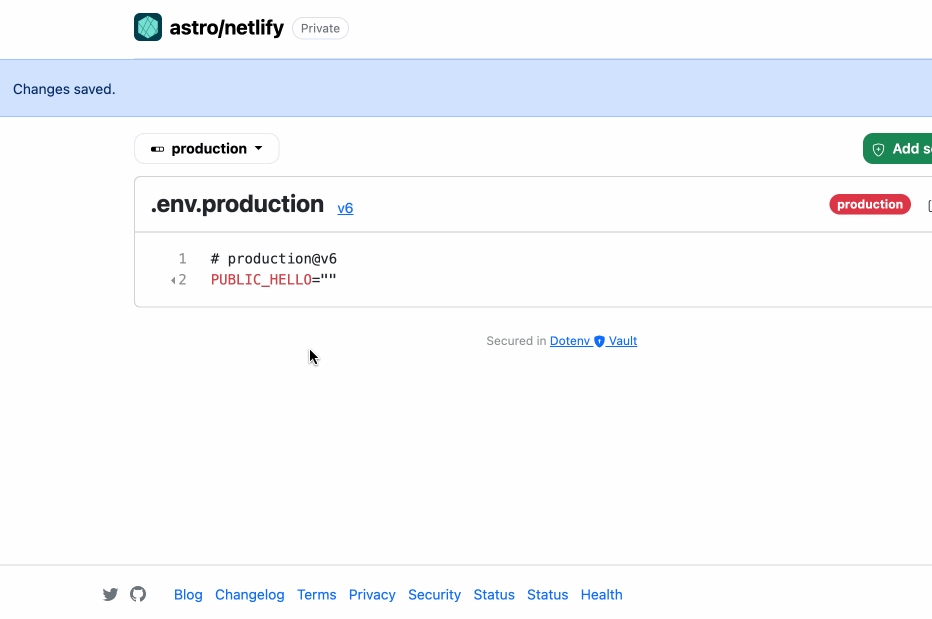 astro/netlify Private
Changes saved.
production
Add s
.env.production v6 production
1 # production@v6
2 PUBLIC_HELLO=""
Secured in Dotenv Vault
Blog Changelog Terms Privacy Security Status Status Health